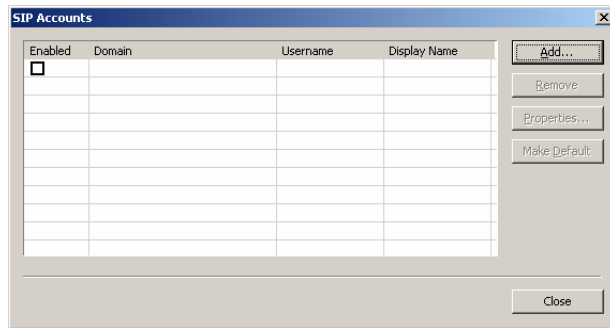 SIP Accounts
Enabled Domain Username Display Name
Add...
Remove
Properties...
Make Default
Close